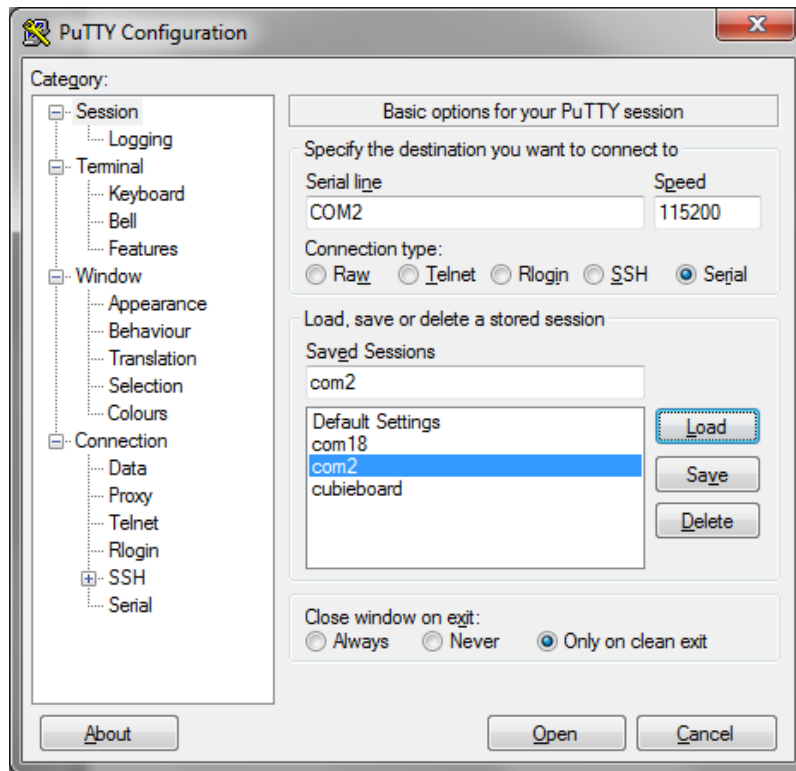 PuTTY Configuration
Category:
Session
Logging
Terminal
Keyboard
Bell
Features
Window
Appearance
Behaviour
Translation
Selection
Colours
Connection
Data
Proxy
Telnet
Rlogin
SSH
Serial
Basic options for your PuTTY session
Specify the destination you want to connect to
Serial line Speed
COM2 115200
Connection type:
Raw Telnet Rlogin SSH Serial
Load, save or delete a stored session
Saved Sessions
com2
Default Settings
com18
com2
cubieboard
Load
Save
Delete
Close window on exit:
Always Never Only on clean exit
About Open Cancel